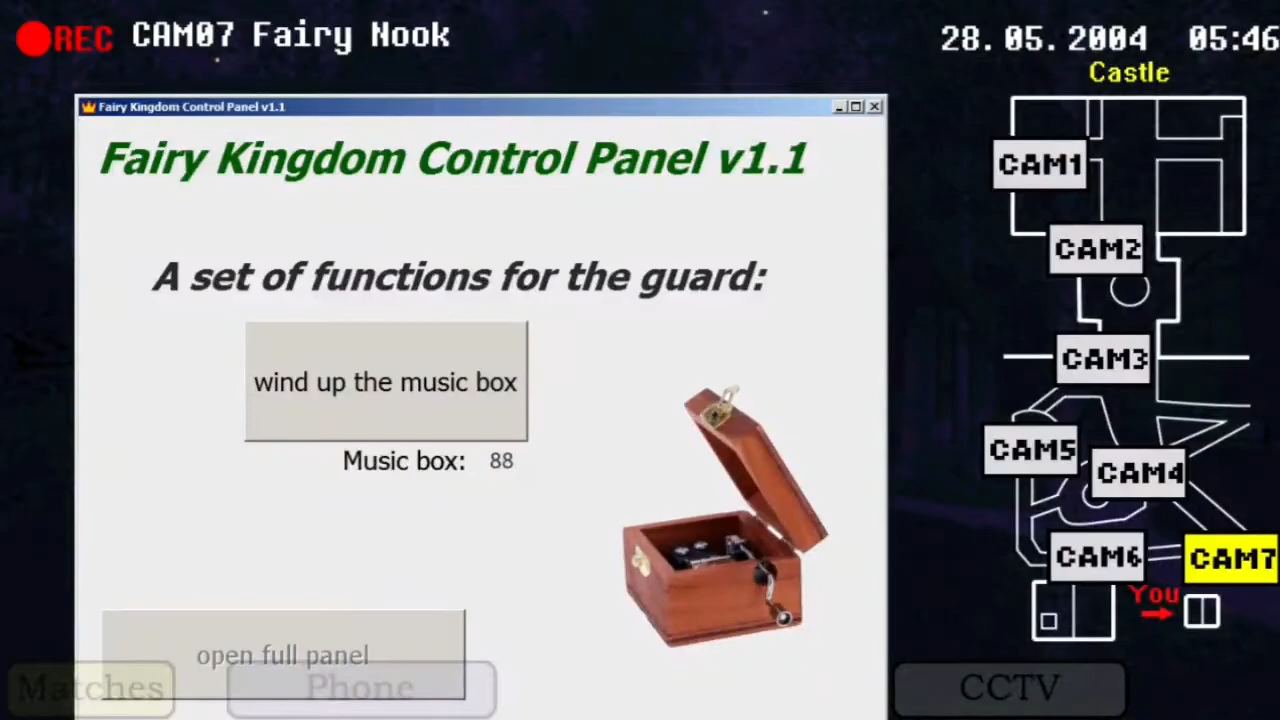 REC CAM07 Fairy Nook
28.05.2004 05:46
Castle
Fairy Kingdom Control Panel v1.1
Fairy Kingdom Control Panel v1.1
CAM1
A set of functions for the guard:
CAM2
wind up the music box
CAM3
Music box: 88
CAM5
CAM4
CAM6
CAM7
You
open full panel
Matches
Phone
CCTV